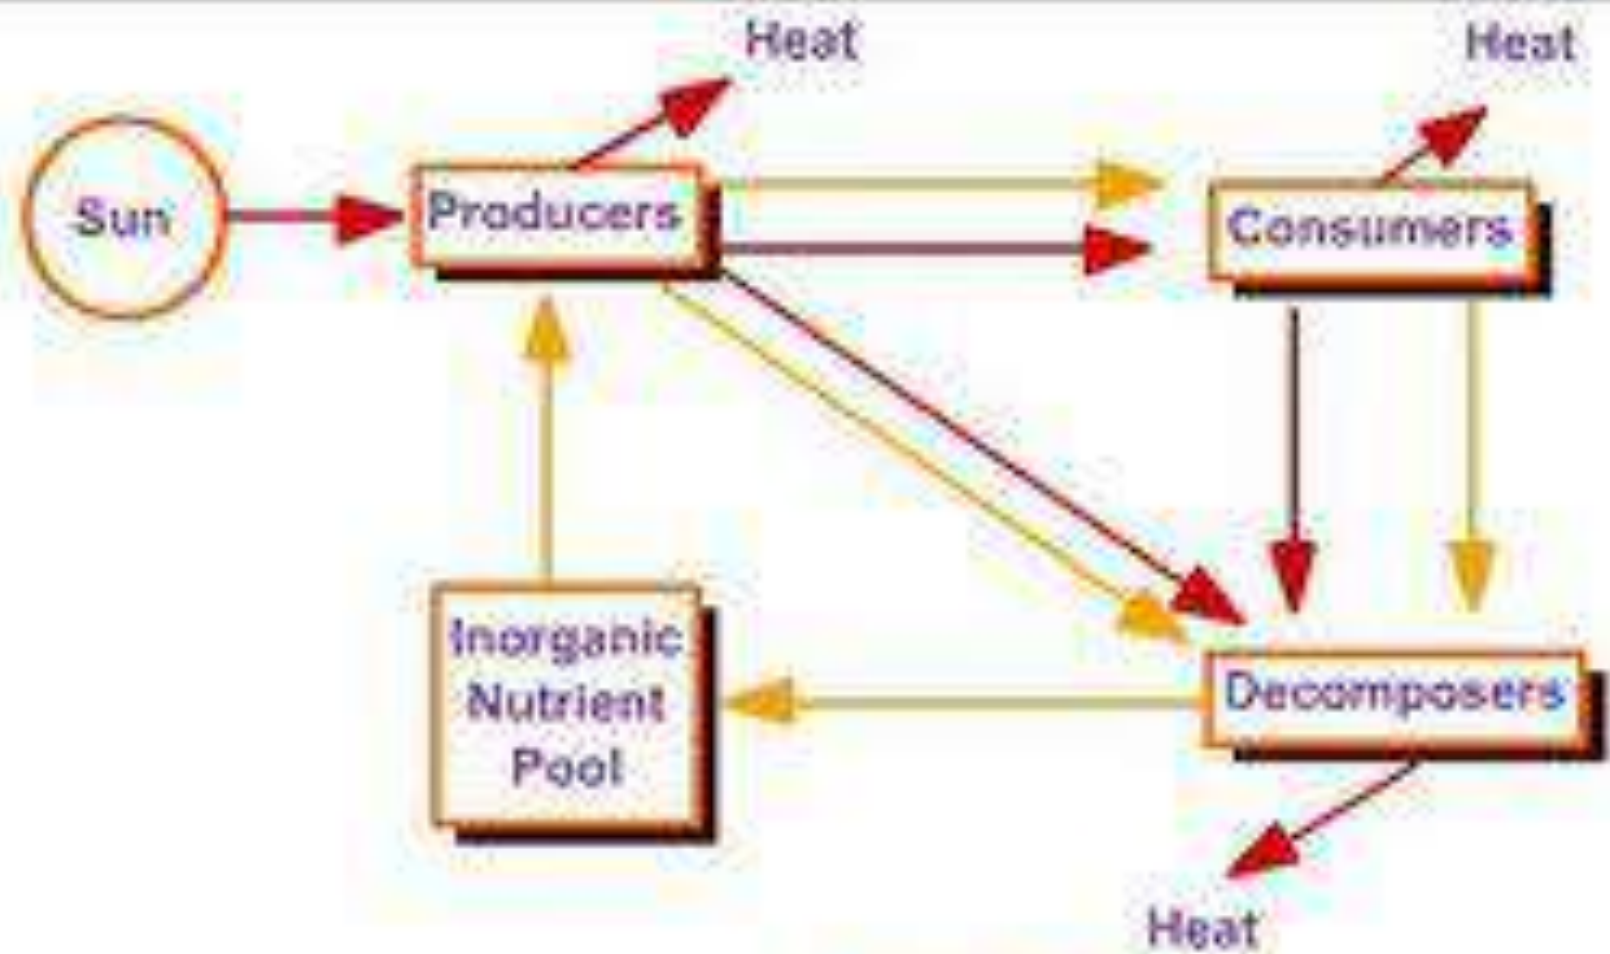 Heat
Heat
Sun
Producers
Consumers
Inorganic
Nutrient
Pool
Decomposers
Heat